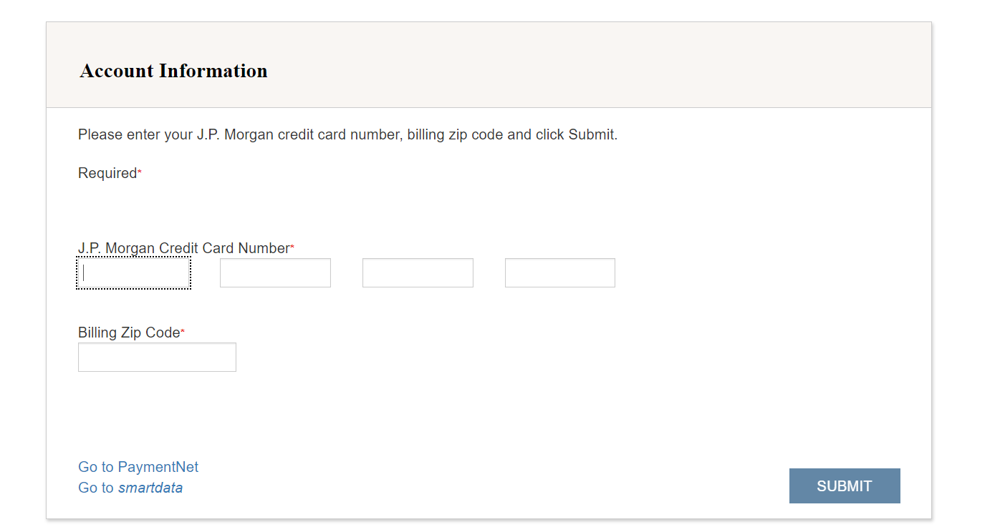 Account Information
Please enter your J.P. Morgan credit card number, billing zip code and click Submit.
Required*
J.P. Morgan Credit Card Number*
Billing Zip Code*
Go to PaymentNet
Go to smartdata
SUBMIT